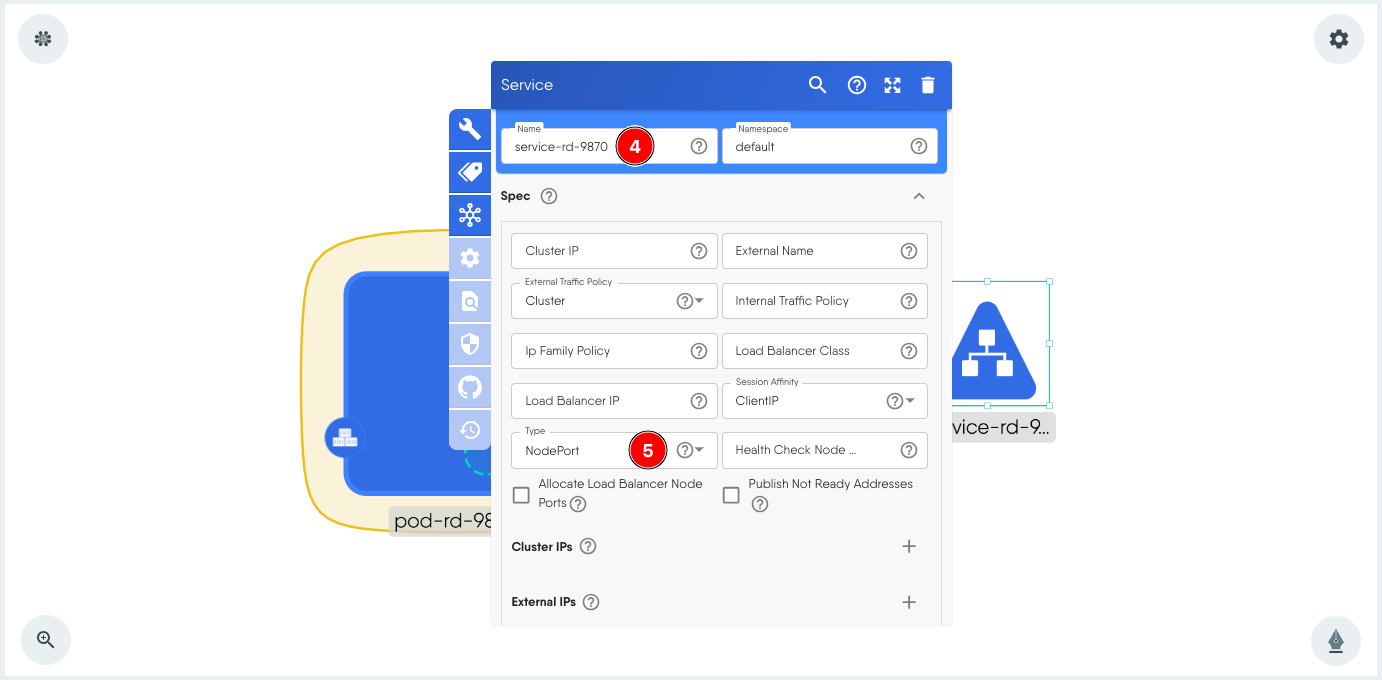 Service
Name
service-rd-9870
4
Namespace
default
Spec
Cluster IP
External Name
External Traffic Policy
Cluster
Internal Traffic Policy
Ip Family Policy
Load Balancer Class
Load Balancer IP
Session Affinity
ClientIP
Type
NodePort
5
Health Check Node ...
Allocate Load Balancer Node
Ports
Publish Not Ready Addresses
Cluster IPs
External IPs
pod-rd-98
vice-rd-9...